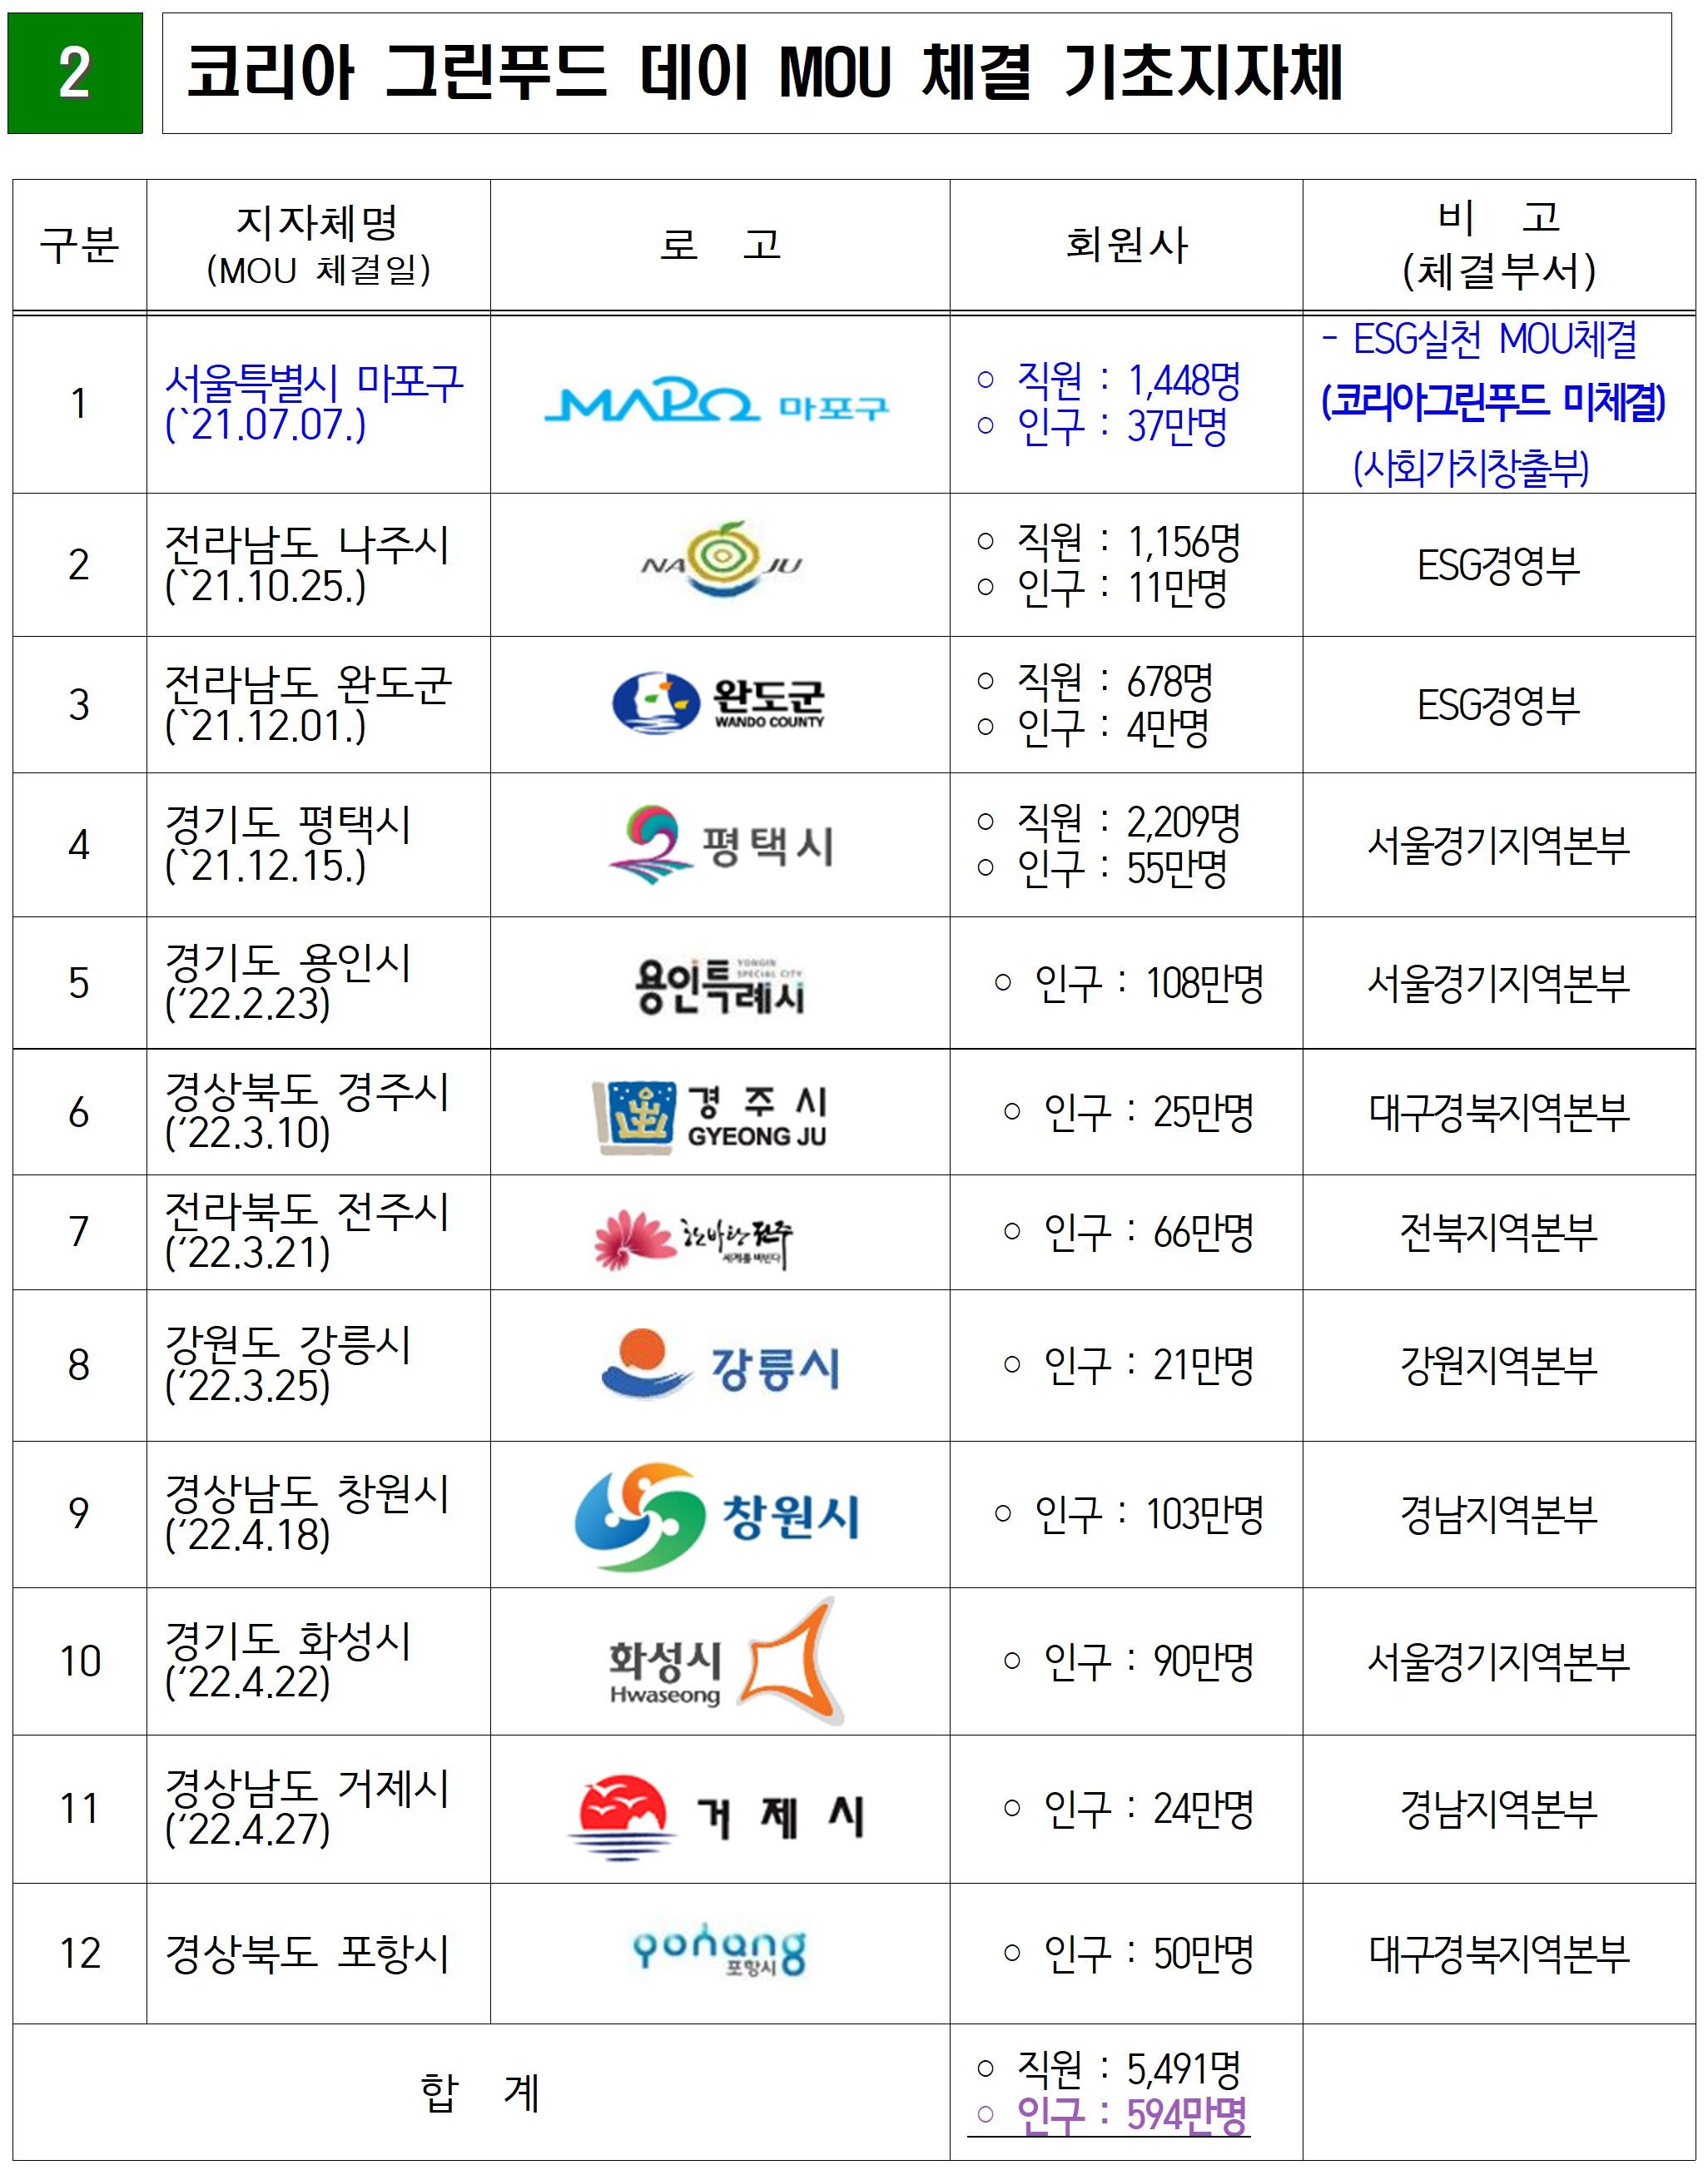 2
코리아 그린푸드 데이 MOU 체결 기초지자체
구분
지자체명
(MOU 체결일)
로 고
회원사
비 고
(체결부서)
1
서울특별시 마포구
(`21.07.07.)
MAPO 마포구
○ 직원 : 1,448명
○ 인구 : 37만명
- ESG실천 MOU체결
(코리아그린푸드 미체결)
(사회가치창출부)
2
전라남도 나주시
(`21.10.25.)
NAJU
○ 직원 : 1,156명
○ 인구 : 11만명
ESG경영부
3
전라남도 완도군
(`21.12.01.)
완도군
WANDO COUNTY
○ 직원 : 678명
○ 인구 : 4만명
ESG경영부
4
경기도 평택시
(`21.12.15.)
평택시
○ 직원 : 2,209명
○ 인구 : 55만명
서울경기지역본부
5
경기도 용인시
(‘22.2.23)
YONGIN
SPECIAL CITY
용인특례시
○ 인구 : 108만명
서울경기지역본부
6
경상북도 경주시
(‘22.3.10)
경 주 시
GYEONG JU
○ 인구 : 25만명
대구경북지역본부
7
전라북도 전주시
(‘22.3.21)
한바탕전주
세계를 비빈다
○ 인구 : 66만명
전북지역본부
8
강원도 강릉시
(‘22.3.25)
강릉시
○ 인구 : 21만명
강원지역본부
9
경상남도 창원시
(‘22.4.18)
창원시
○ 인구 : 103만명
경남지역본부
10
경기도 화성시
(‘22.4.22)
화성시
Hwaseong
○ 인구 : 90만명
서울경기지역본부
11
경상남도 거제시
(‘22.4.27)
거 제 시
○ 인구 : 24만명
경남지역본부
12
경상북도 포항시
pohang
포항시
○ 인구 : 50만명
대구경북지역본부
합 계
○ 직원 : 5,491명
○ 인구 : 594만명